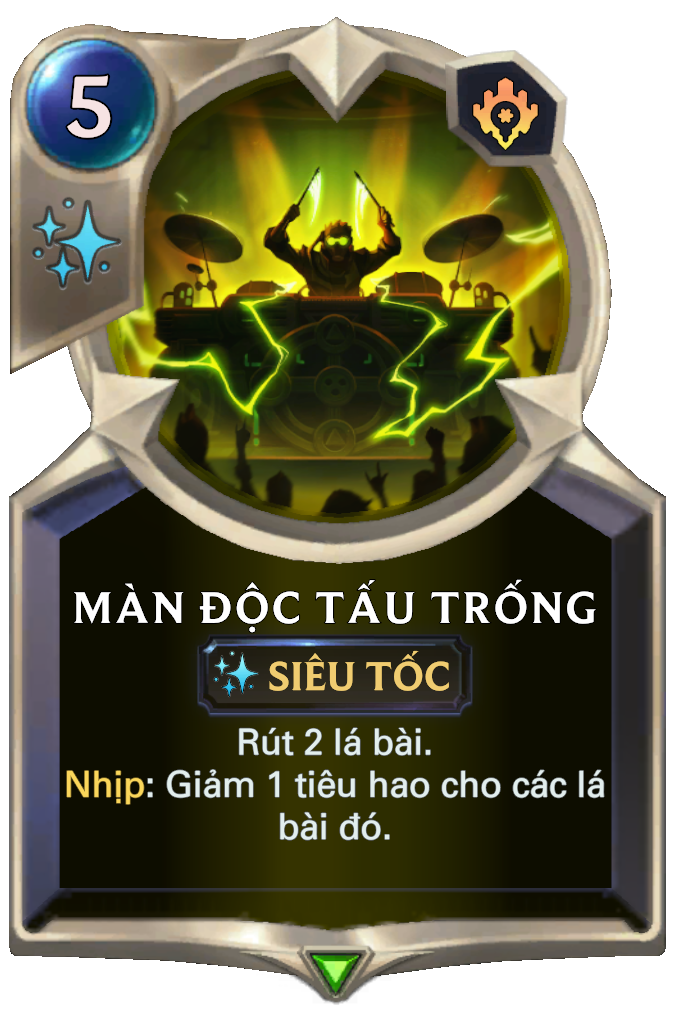 5
MÀN ĐỘC TẤU TRỐNG
SIÊU TỐC
Rút 2 lá bài.
Nhịp: Giảm 1 tiêu hao cho các lá
bài đó.